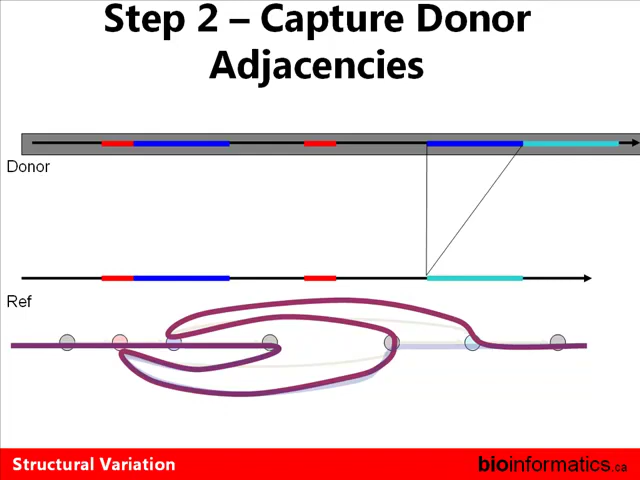 Step 2 – Capture Donor
Adjacencies
Donor
Ref
Structural Variation
bioinformatics.ca